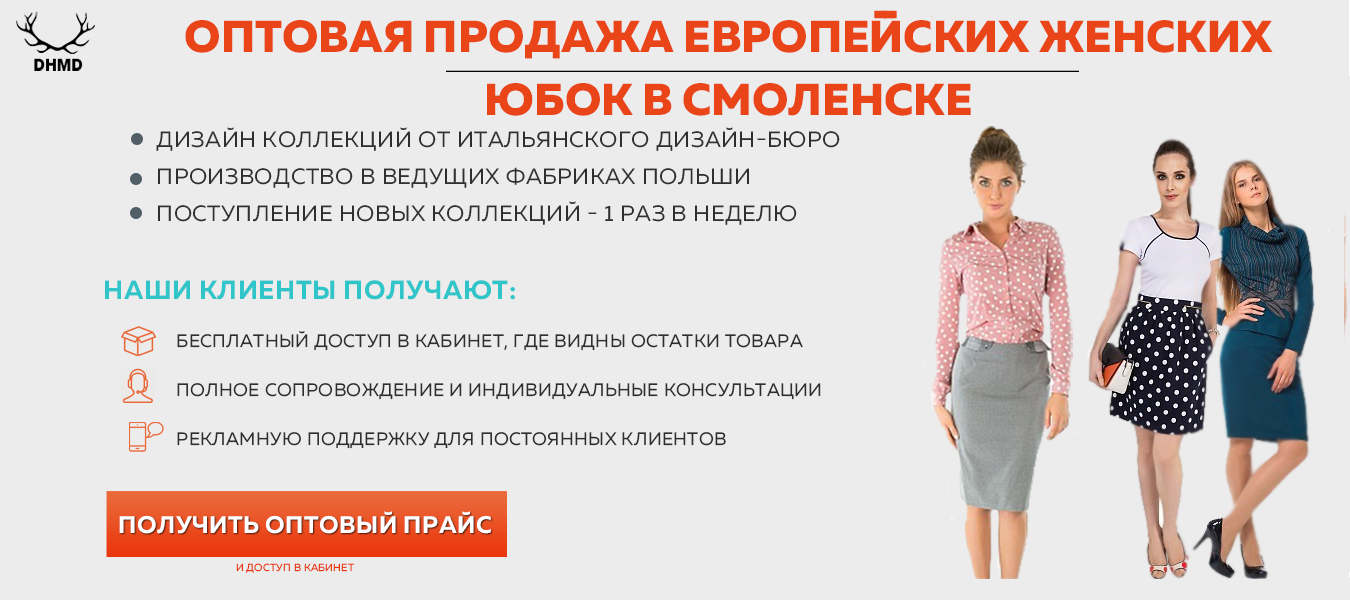 DHMD
ОПТОВАЯ ПРОДАЖА ЕВРОПЕЙСКИХ ЖЕНСКИХ
ЮБОК В СМОЛЕНСКЕ
ДИЗАЙН КОЛЛЕКЦИЙ ОТ ИТАЛЬЯНСКОГО ДИЗАЙН-БЮРО
ПРОИЗВОДСТВО В ВЕДУЩИХ ФАБРИКАХ ПОЛЬШИ
ПОСТУПЛЕНИЕ НОВЫХ КОЛЛЕКЦИЙ - 1 РАЗ В НЕДЕЛЮ
НАШИ КЛИЕНТЫ ПОЛУЧАЮТ:
БЕСПЛАТНЫЙ ДОСТУП В КАБИНЕТ, ГДЕ ВИДНЫ ОСТАТКИ ТОВАРА
ПОЛНОЕ СОПРОВОЖДЕНИЕ И ИНДИВИДУАЛЬНЫЕ КОНСУЛЬТАЦИИ
РЕКЛАМНУЮ ПОДДЕРЖКУ ДЛЯ ПОСТОЯННЫХ КЛИЕНТОВ
ПОЛУЧИТЬ ОПТОВЫЙ ПРАЙС
И ДОСТУП В КАБИНЕТ